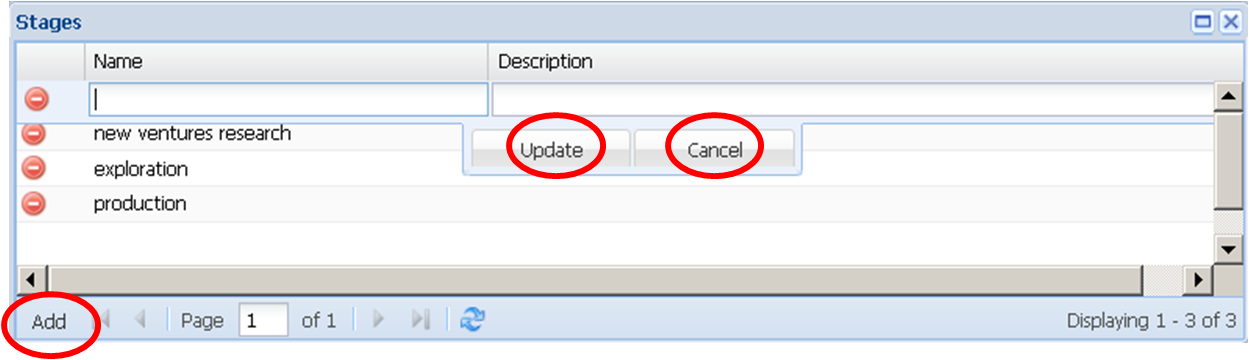 Stages
Name Description
new ventures research
Update Cancel
exploration
production
Add Page 1 of 1 Displaying 1 - 3 of 3